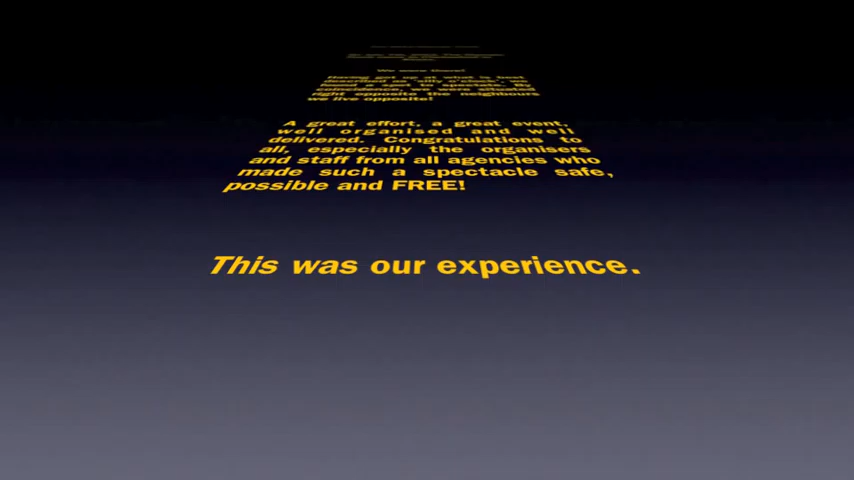 We were there!
Having got up at what is best
described as 'silly o'clock', we
found a spot to spectate. By
coincidence, we were situated
right opposite the neighbours
we live opposite!
A great effort, a great event,
well organised and well
delivered. Congratulations to
all, especially the organisers
and staff from all agencies who
made such a spectacle safe,
possible and FREE!
This was our experience.